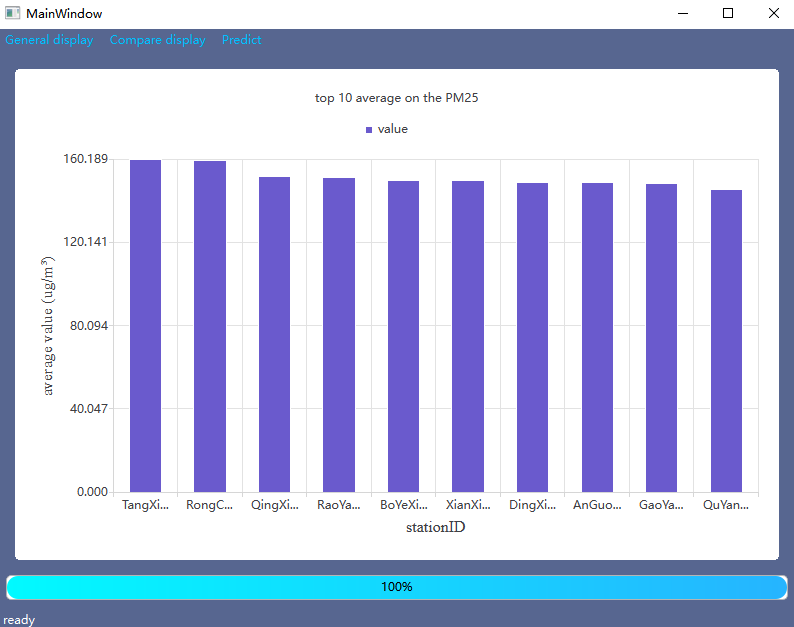 MainWindow
General display Compare display Predict
top 10 average on the PM25
value
160.189
120.141
80.094
40.047
0.000
average value (ug/m³)
TangXi... RongC... QingXi... RaoYa... BoYeXi... XianXi... DingXi... AnGuo... GaoYa... QuYan...
stationID
100%
ready